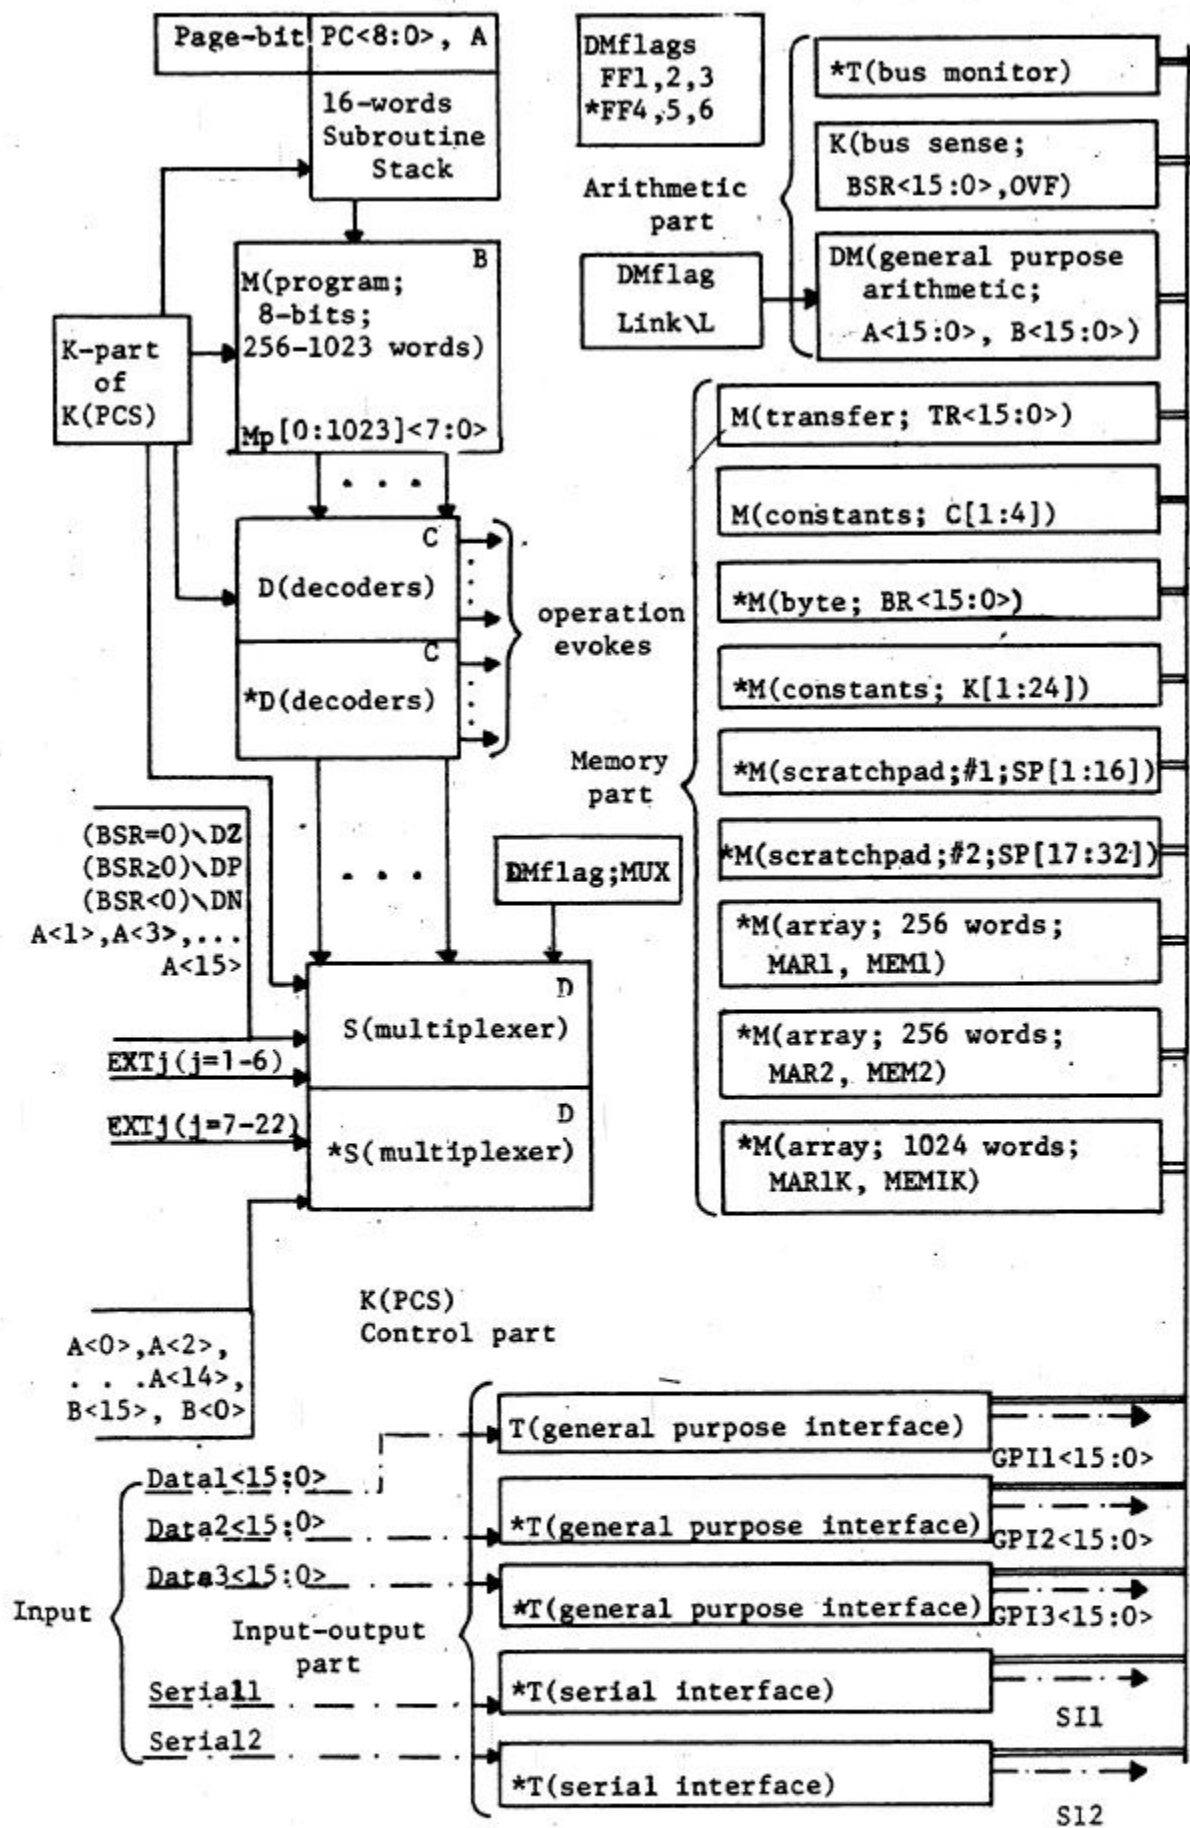 Page-bit PC<8:0>, A
16-words
Subroutine
Stack
B
M(program;
8-bits;
256-1023 words)
Mp[0:1023]<7:0>
K-part
of
K(PCS)
. . .
C
D(decoders)
C
*D(decoders)
operation
evokes
(BSR=0)\DZ
(BSR≥0)\DP
(BSR<0)\DN
A<1>,A<3>,...
A<15>
. . .
DMflag;MUX
D
S(multiplexer)
EXTj(j=1-6)
D
EXTj(j=7-22)
*S(multiplexer)
A<0>,A<2>,
. . .A<14>,
B<15>, B<0>
K(PCS)
Control part
DMflags
FF1,2,3
*FF4,5,6
Arithmetic
part
DMflag
Link\L
*T(bus monitor)
K(bus sense;
BSR<15:0>,OVF)
DM(general purpose
arithmetic;
A<15:0>, B<15:0>)
Memory
part
M(transfer; TR<15:0>)
M(constants; C[1:4])
*M(byte; BR<15:0>)
*M(constants; K[1:24])
*M(scratchpad;#1;SP[1:16])
*M(scratchpad;#2;SP[17:32])
*M(array; 256 words;
MAR1, MEM1)
*M(array; 256 words;
MAR2, MEM2)
*M(array; 1024 words;
MAR1K, MEM1K)
Input
Data1<15:0>
Data2<15:0>
Data3<15:0>
Serial1
Serial2
Input-output
part
T(general purpose interface)
GPI1<15:0>
*T(general purpose interface)
GPI2<15:0>
*T(general purpose interface)
GPI3<15:0>
*T(serial interface)
SI1
*T(serial interface)
SI2